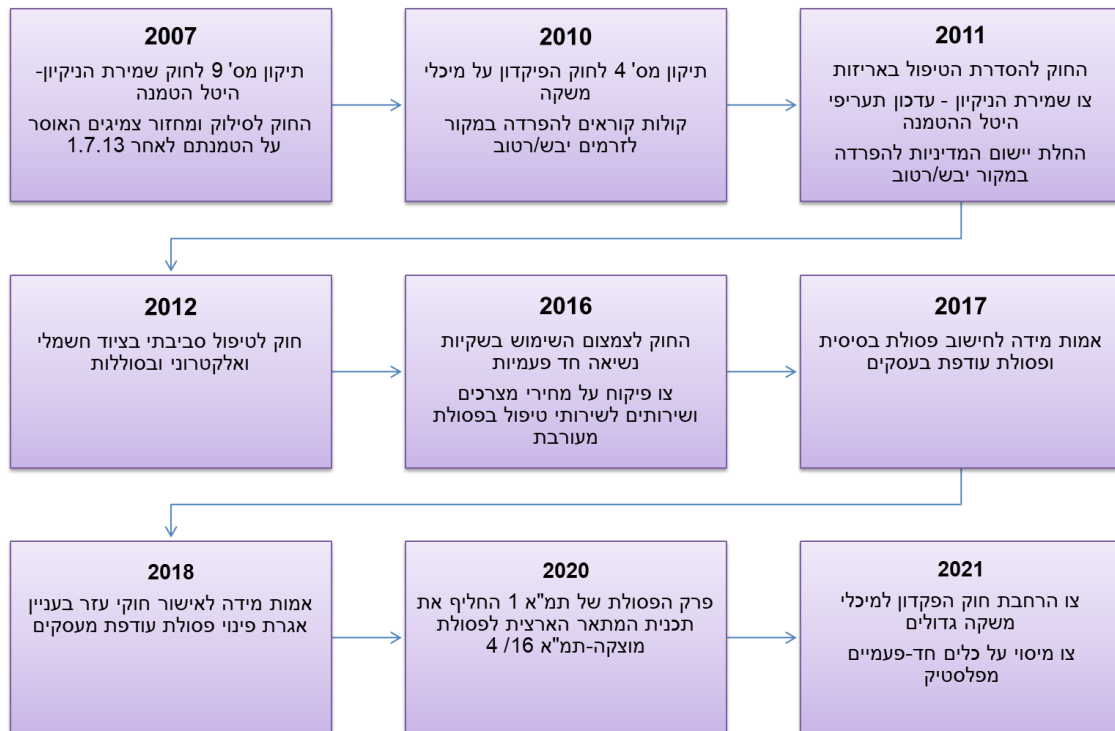 2007
תיקון מס' 9 לחוק שמירת הניקיון-
היטל הטמנה
החוק לסילוק ומחזור צמיגים האוסר
על הטמנתם לאחר 1.7.13
2010
תיקון מס' 4 לחוק הפיקדון על מיכלי
משקה
קולות קוראים להפרדה במקור
לזרמים יבש/רטוב
2011
החוק להסדרת הטיפול באריזות
צו שמירת הניקיון - עדכון תעריפי
היטל ההטמנה
החלת יישום המדיניות להפרדה
במקור יבש/רטוב
2012
חוק לטיפול סביבתי בציוד חשמלי
ואלקטרוני ובסוללות
2016
החוק לצמצום השימוש בשקיות
נשיאה חד פעמיות
צו פיקוח על מחירי מצרכים
ושירותים לשירותי טיפול בפסולת
מעורבת
2017
אמות מידה לחישוב פסולת בסיסית
ופסולת עודפת בעסקים
2018
אמות מידה לאישור חוקי עזר בעניין
אגרת פינוי פסולת עודפת מעסקים
2020
פרק הפסולת של תמ"א 1 החליף את
תכנית המתאר הארצית לפסולת
מוצקה-תמ"א 16/ 4
2021
צו הרחבת חוק הפקדון למיכלי
משקה גדולים
צו מיסוי על כלים חד-פעמיים
מפלסטיק